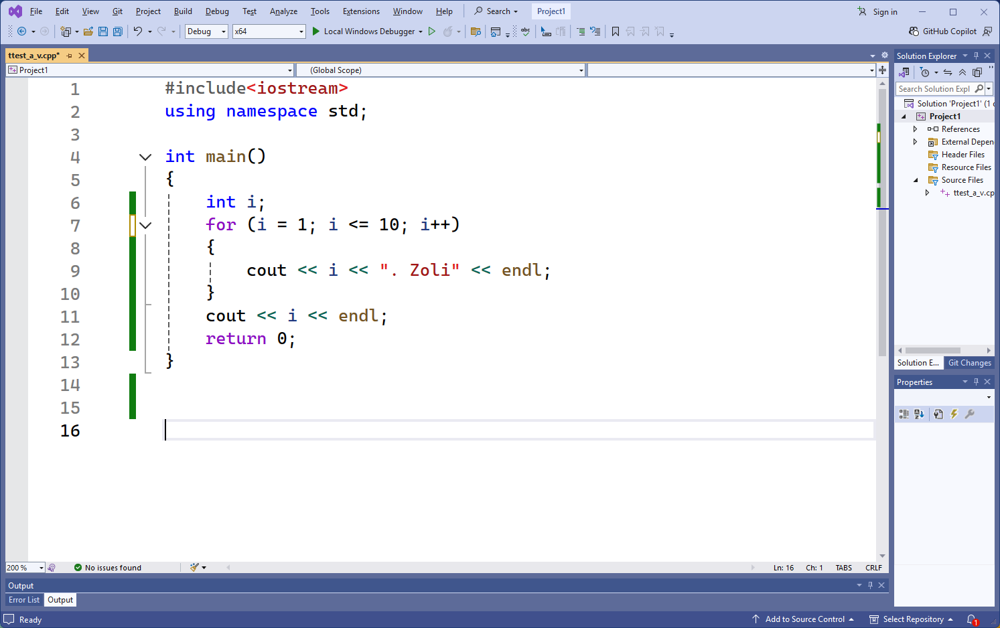 File Edit View Git Project Build Debug Test Analyze Tools Extensions Window Help Search Project1 Sign in
Debug x64 Local Windows Debugger GitHub Copilot
ttest_a_v.cpp*
Project1 (Global Scope)
1 #include<iostream>
2 using namespace std;
3
4 int main()
5 {
6 int i;
7 for (i = 1; i <= 10; i++)
8 {
9 cout << i << ". Zoli" << endl;
10 }
11 cout << i << endl;
12 return 0;
13 }
14
15
16
200 % No issues found Ln: 16 Ch: 1 TABS CRLF
Output
Error List Output
Solution Explorer
Search Solution Expl
Solution 'Project1' (1 
Project1
References
External Depen
Header Files
Resource Files
Source Files
ttest_a_v.cp
Solution E... Git Changes
Properties
Ready Add to Source Control Select Repository 1